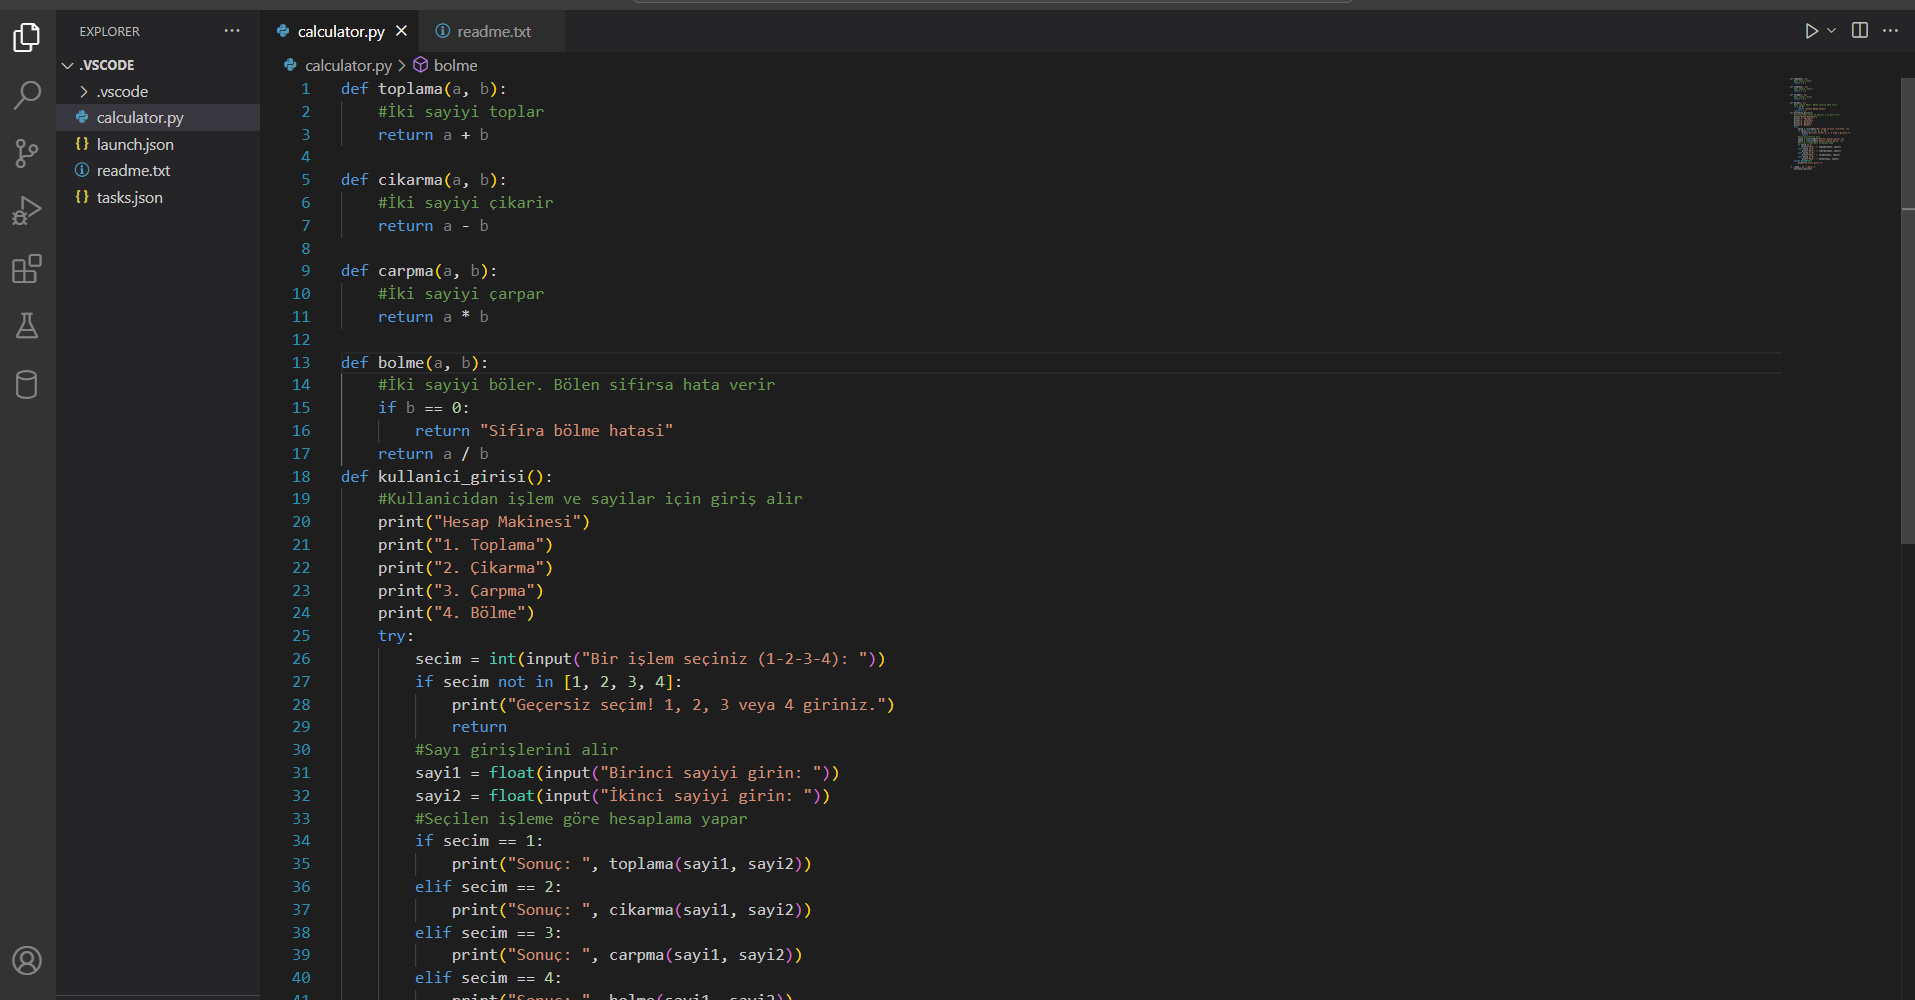 EXPLORER
.VSCODE
.vscode
calculator.py
launch.json
readme.txt
tasks.json
calculator.py
readme.txt
calculator.py > bolme
1 def toplama(a, b):
2 #İki sayiyi toplar
3 return a + b
4
5 def cikarma(a, b):
6 #İki sayiyi çikarir
7 return a - b
8
9 def carpma(a, b):
10 #İki sayiyi çarpar
11 return a * b
12
13 def bolme(a, b):
14 #İki sayiyi böler. Bölen sifirsa hata verir
15 if b == 0:
16 return "Sifira bölme hatasi"
17 return a / b
18 def kullanici_girisi():
19 #Kullanicidan işlem ve sayilar için giriş alir
20 print("Hesap Makinesi")
21 print("1. Toplama")
22 print("2. Çikarma")
23 print("3. Çarpma")
24 print("4. Bölme")
25 try:
26 secim = int(input("Bir işlem seçiniz (1-2-3-4): "))
27 if secim not in [1, 2, 3, 4]:
28 print("Geçersiz seçim! 1, 2, 3 veya 4 giriniz.")
29 return
30 #Sayı girişlerini alir
31 sayi1 = float(input("Birinci sayiyi girin: "))
32 sayi2 = float(input("İkinci sayiyi girin: "))
33 #Seçilen işleme göre hesaplama yapar
34 if secim == 1:
35 print("Sonuç: ", toplama(sayi1, sayi2))
36 elif secim == 2:
37 print("Sonuç: ", cikarma(sayi1, sayi2))
38 elif secim == 3:
39 print("Sonuç: ", carpma(sayi1, sayi2))
40 elif secim == 4:
41 print("Sonuç: ", bolme(sayi1, sayi2))